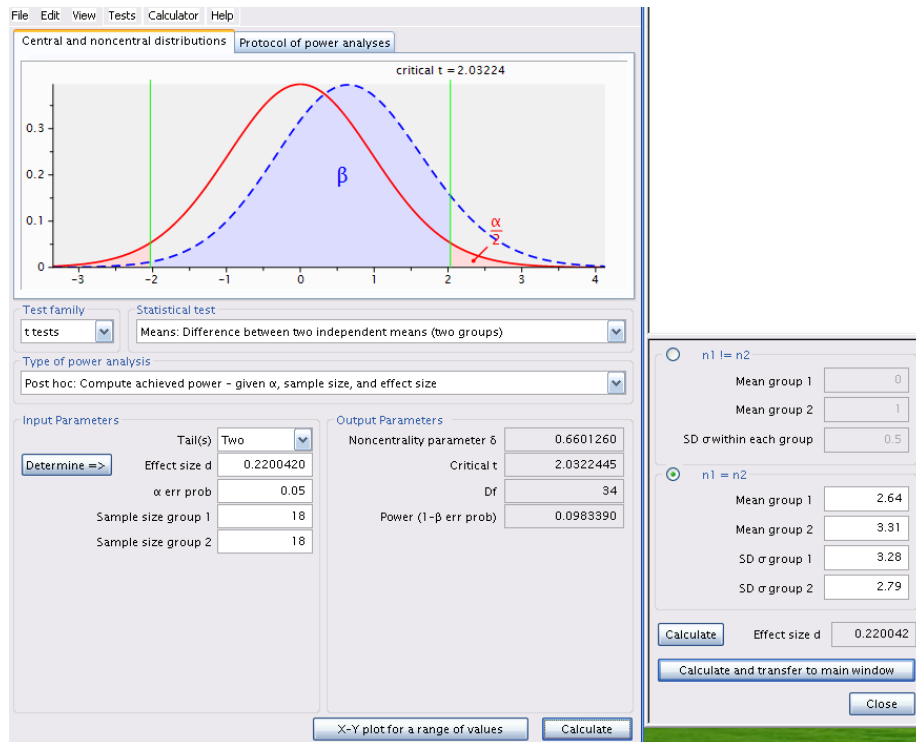 File Edit View Tests Calculator Help
Central and noncentral distributions Protocol of power analyses
critical t = 2.03224
0.3
0.2
0.1
0
β
α
2
-3 -2 -1 0 1 2 3 4
Test family Statistical test
t tests Means: Difference between two independent means (two groups)
Type of power analysis
Post hoc: Compute achieved power – given α, sample size, and effect size
Input Parameters
Tail(s) Two
Determine => Effect size d 0.2200420
α err prob 0.05
Sample size group 1 18
Sample size group 2 18
Output Parameters
Noncentrality parameter δ 0.6601260
Critical t 2.0322445
Df 34
Power (1-β err prob) 0.0983390
X-Y plot for a range of values Calculate
n1 != n2
Mean group 1 0
Mean group 2 1
SD σ within each group 0.5
n1 = n2
Mean group 1 2.64
Mean group 2 3.31
SD σ group 1 3.28
SD σ group 2 2.79
Calculate Effect size d 0.220042
Calculate and transfer to main window
Close